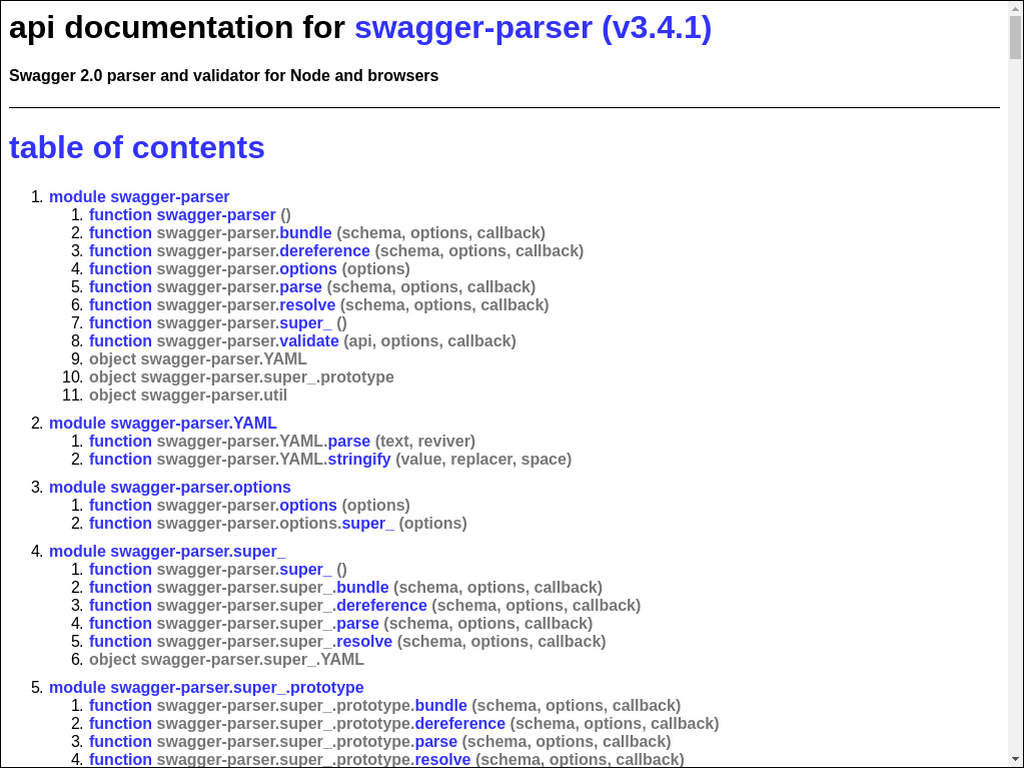 api documentation for swagger-parser (v3.4.1)
Swagger 2.0 parser and validator for Node and browsers
table of contents
1. module swagger-parser
1. function swagger-parser ()
2. function swagger-parser.bundle (schema, options, callback)
3. function swagger-parser.dereference (schema, options, callback)
4. function swagger-parser.options (options)
5. function swagger-parser.parse (schema, options, callback)
6. function swagger-parser.resolve (schema, options, callback)
7. function swagger-parser.super_ ()
8. function swagger-parser.validate (api, options, callback)
9. object swagger-parser.YAML
10. object swagger-parser.super_.prototype
11. object swagger-parser.util
2. module swagger-parser.YAML
1. function swagger-parser.YAML.parse (text, reviver)
2. function swagger-parser.YAML.stringify (value, replacer, space)
3. module swagger-parser.options
1. function swagger-parser.options (options)
2. function swagger-parser.options.super_ (options)
4. module swagger-parser.super_
1. function swagger-parser.super_ ()
2. function swagger-parser.super_.bundle (schema, options, callback)
3. function swagger-parser.super_.dereference (schema, options, callback)
4. function swagger-parser.super_.parse (schema, options, callback)
5. function swagger-parser.super_.resolve (schema, options, callback)
6. object swagger-parser.super_.YAML
5. module swagger-parser.super_.prototype
1. function swagger-parser.super_.prototype.bundle (schema, options, callback)
2. function swagger-parser.super_.prototype.dereference (schema, options, callback)
3. function swagger-parser.super_.prototype.parse (schema, options, callback)
4. function swagger-parser.super_.prototype.resolve (schema, options, callback)